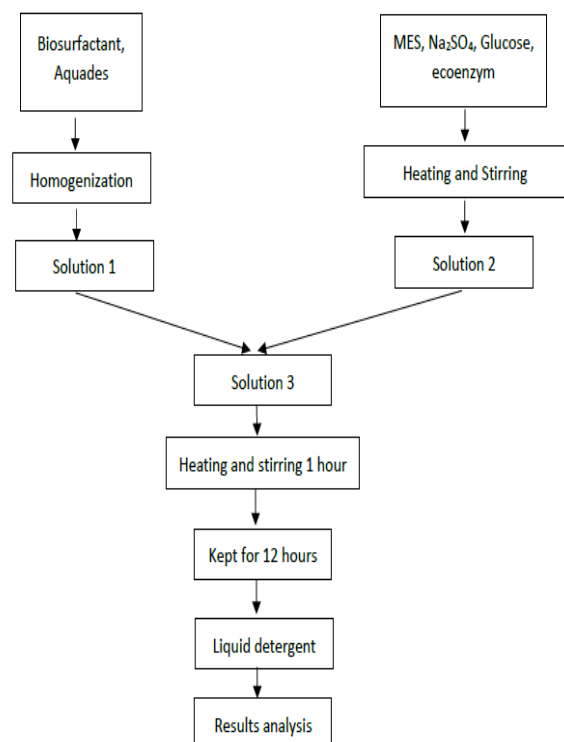 Biosurfactant,
Aquades
MES, Na₂SO₄, Glucose,
ecoenzym
Homogenization
Heating and Stirring
Solution 1
Solution 2
Solution 3
Heating and stirring 1 hour
Kept for 12 hours
Liquid detergent
Results analysis